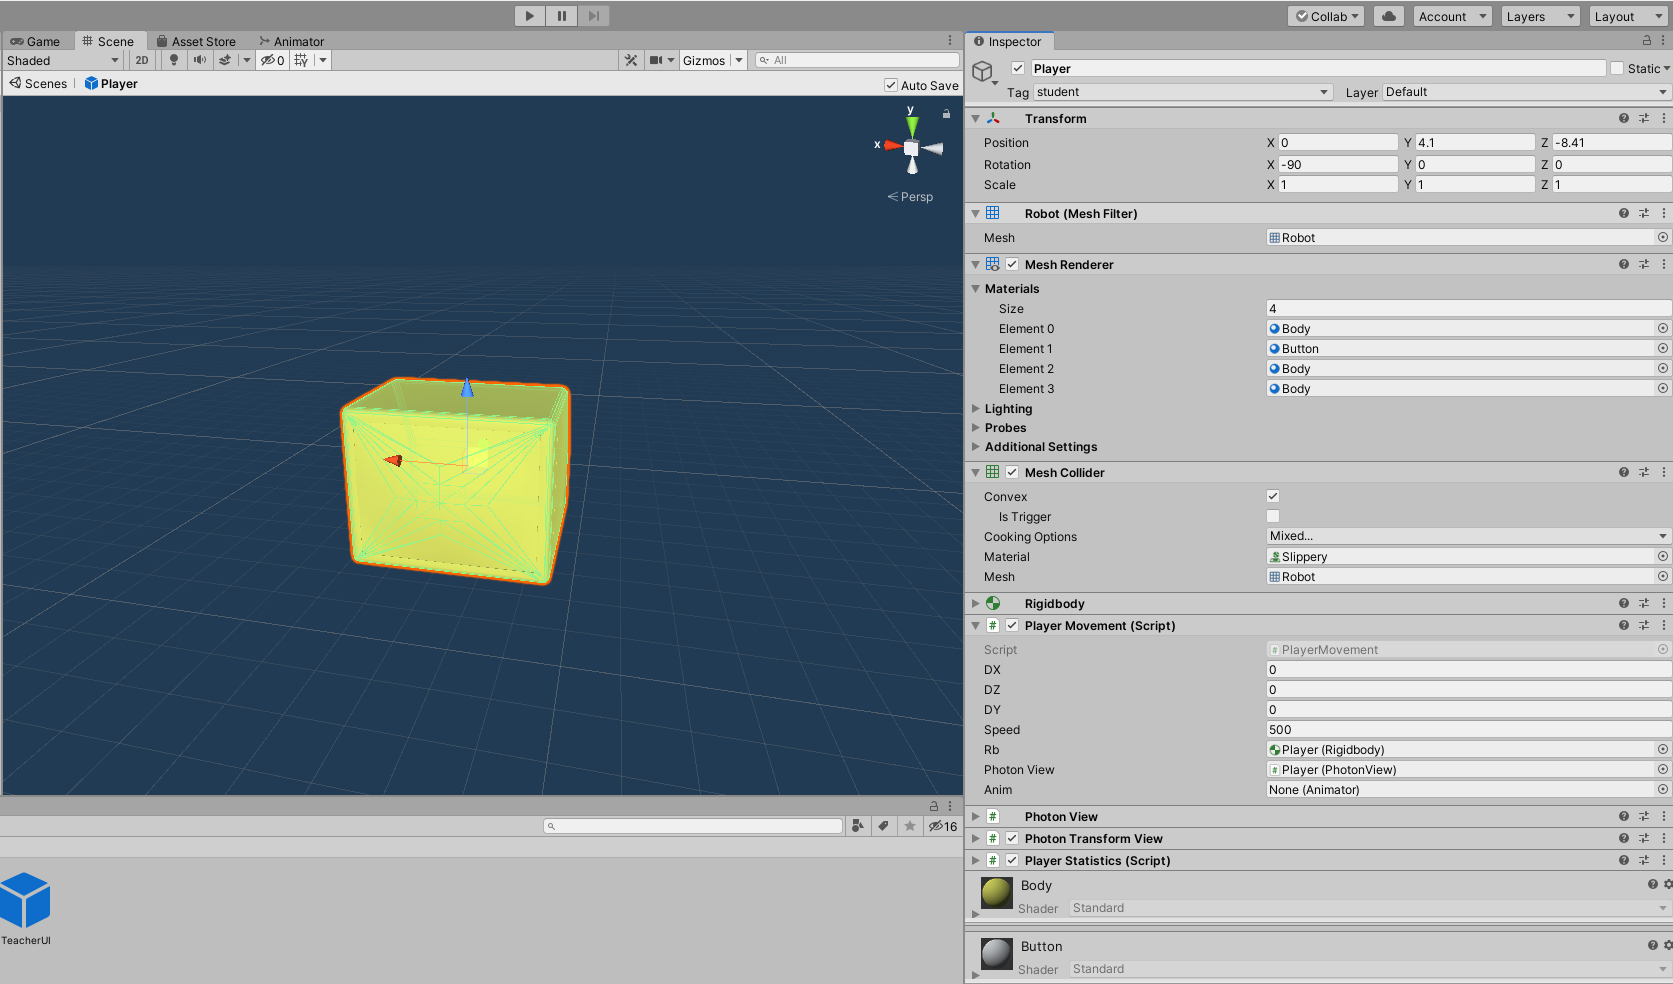 Collab
Account
Layers
Layout
Game
Scene
Asset Store
Animator
Shaded
2D
0
Gizmos
All
Scenes
Player
Auto Save
y
x
Persp
16
TeacherUI
Inspector
Player
Static
Tag student Layer Default
Transform
Position X 0 Y 4.1 Z -8.41
Rotation X -90 Y 0 Z 0
Scale X 1 Y 1 Z 1
Robot (Mesh Filter)
Mesh Robot
Mesh Renderer
Materials
Size 4
Element 0 Body
Element 1 Button
Element 2 Body
Element 3 Body
Lighting
Probes
Additional Settings
Mesh Collider
Convex
Is Trigger
Cooking Options Mixed...
Material Slippery
Mesh Robot
Rigidbody
# Player Movement (Script)
Script # PlayerMovement
DX 0
DZ 0
DY 0
Speed 500
Rb Player (Rigidbody)
Photon View # Player (PhotonView)
Anim None (Animator)
# Photon View
# Photon Transform View
# Player Statistics (Script)
Body
Shader Standard
Button
Shader Standard